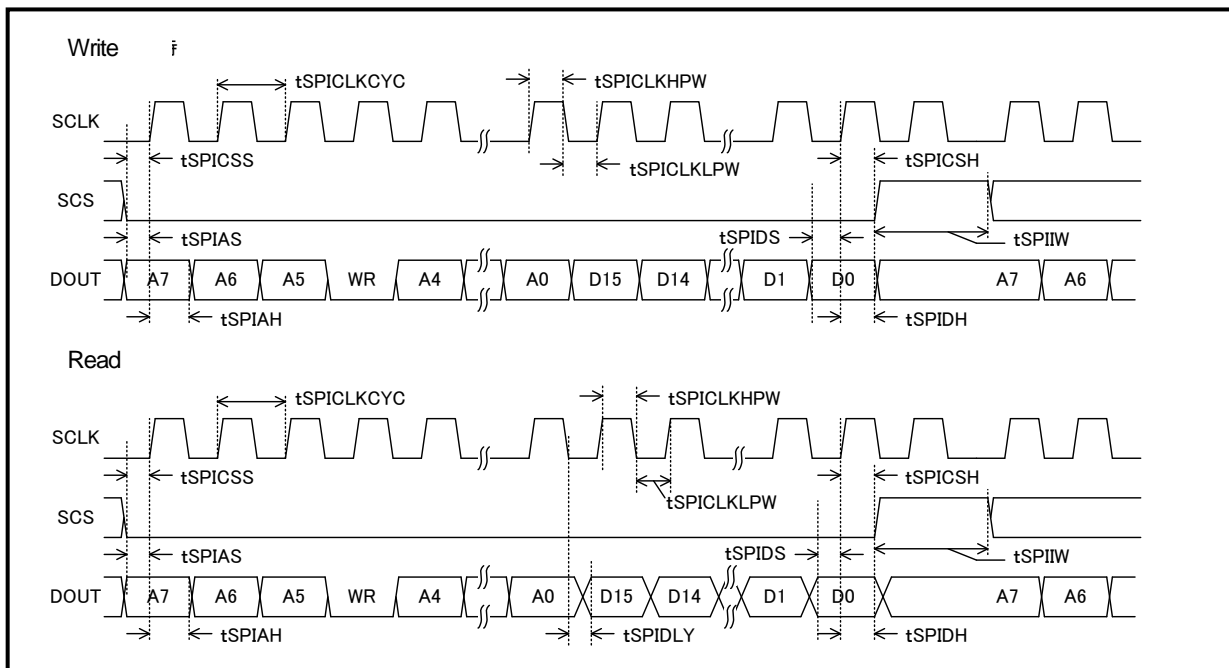 Write
tSPICLKCYC tSPICLKHPW
SCLK
tSPICSS tSPICLKLPW tSPICSH
SCS
tSPIAS tSPIDS tSPIIW
DOUT A7 A6 A5 WR A4 A0 D15 D14 D1 D0 A7 A6
tSPIAH tSPIDH
Read
tSPICLKCYC tSPICLKHPW
SCLK
tSPICSS tSPICSH
tSPICLKLPW
SCS
tSPIAS tSPIDS tSPIIW
DOUT A7 A6 A5 WR A4 A0 D15 D14 D1 D0 A7 A6
tSPIAH tSPIDLY tSPIDH